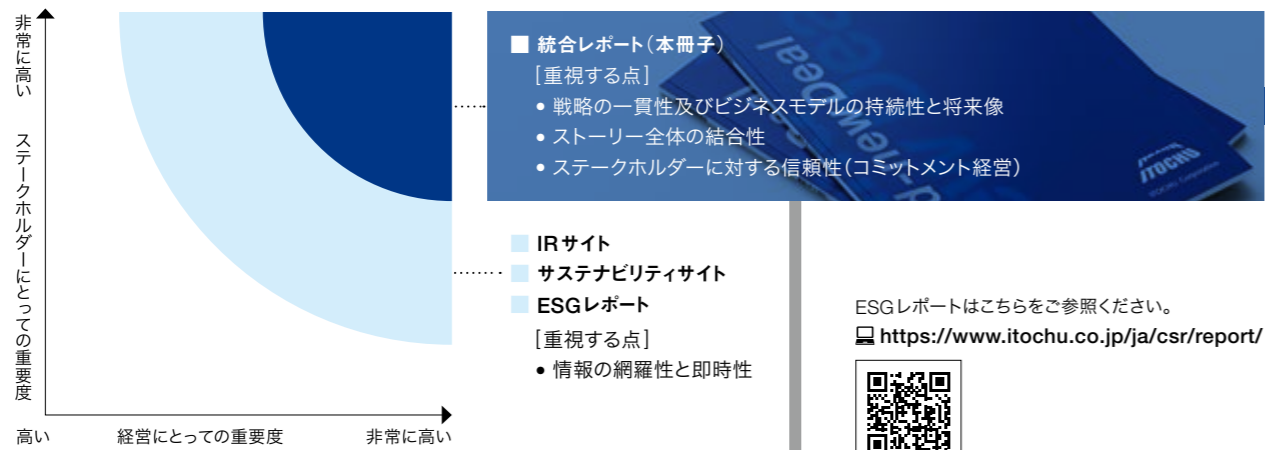 非常に高い
ステークホルダーにとっての重要度
高い
経営にとっての重要度
非常に高い
■ 統合レポート（本冊子）
［重視する点］
• 戦略の一貫性及びビジネスモデルの持続性と将来像
• ストーリー全体の結合性
• ステークホルダーに対する信頼性（コミットメント経営）
ITOCHU
■ IRサイト
■ サステナビリティサイト
■ ESGレポート
［重視する点］
• 情報の網羅性と即時性
ESGレポートはこちらをご参照ください。
https://www.itochu.co.jp/ja/csr/report/